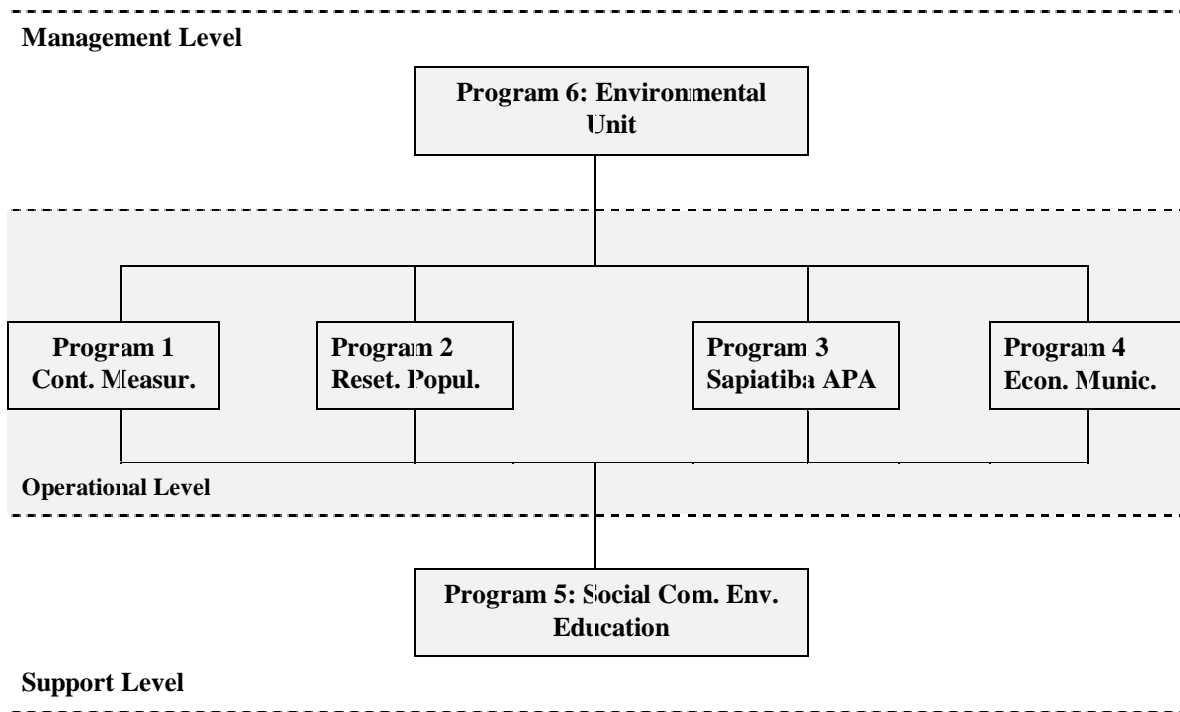 Management Level
Program 6: Environmental
Unit
Program 1
Cont. Measur.
Program 2
Reset. Popul.
Program 3
Sapiatiba APA
Program 4
Econ. Munic.
Operational Level
Program 5: Social Com. Env.
Education
Support Level